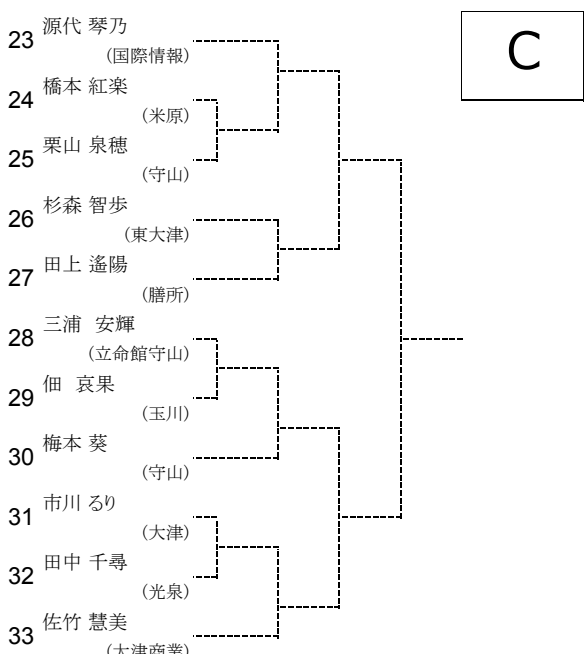 C
23 源代 琴乃
(国際情報)
24 橋本 紅楽
(米原)
25 栗山 泉穂
(守山)
26 杉森 智歩
(東大津)
27 田上 遙陽
(膳所)
28 三浦 安輝
(立命館守山)
29 佃 哀果
(玉川)
30 梅本 葵
(守山)
31 市川 るり
(大津)
32 田中 千尋
(光泉)
33 佐竹 慧美
(大津商業)